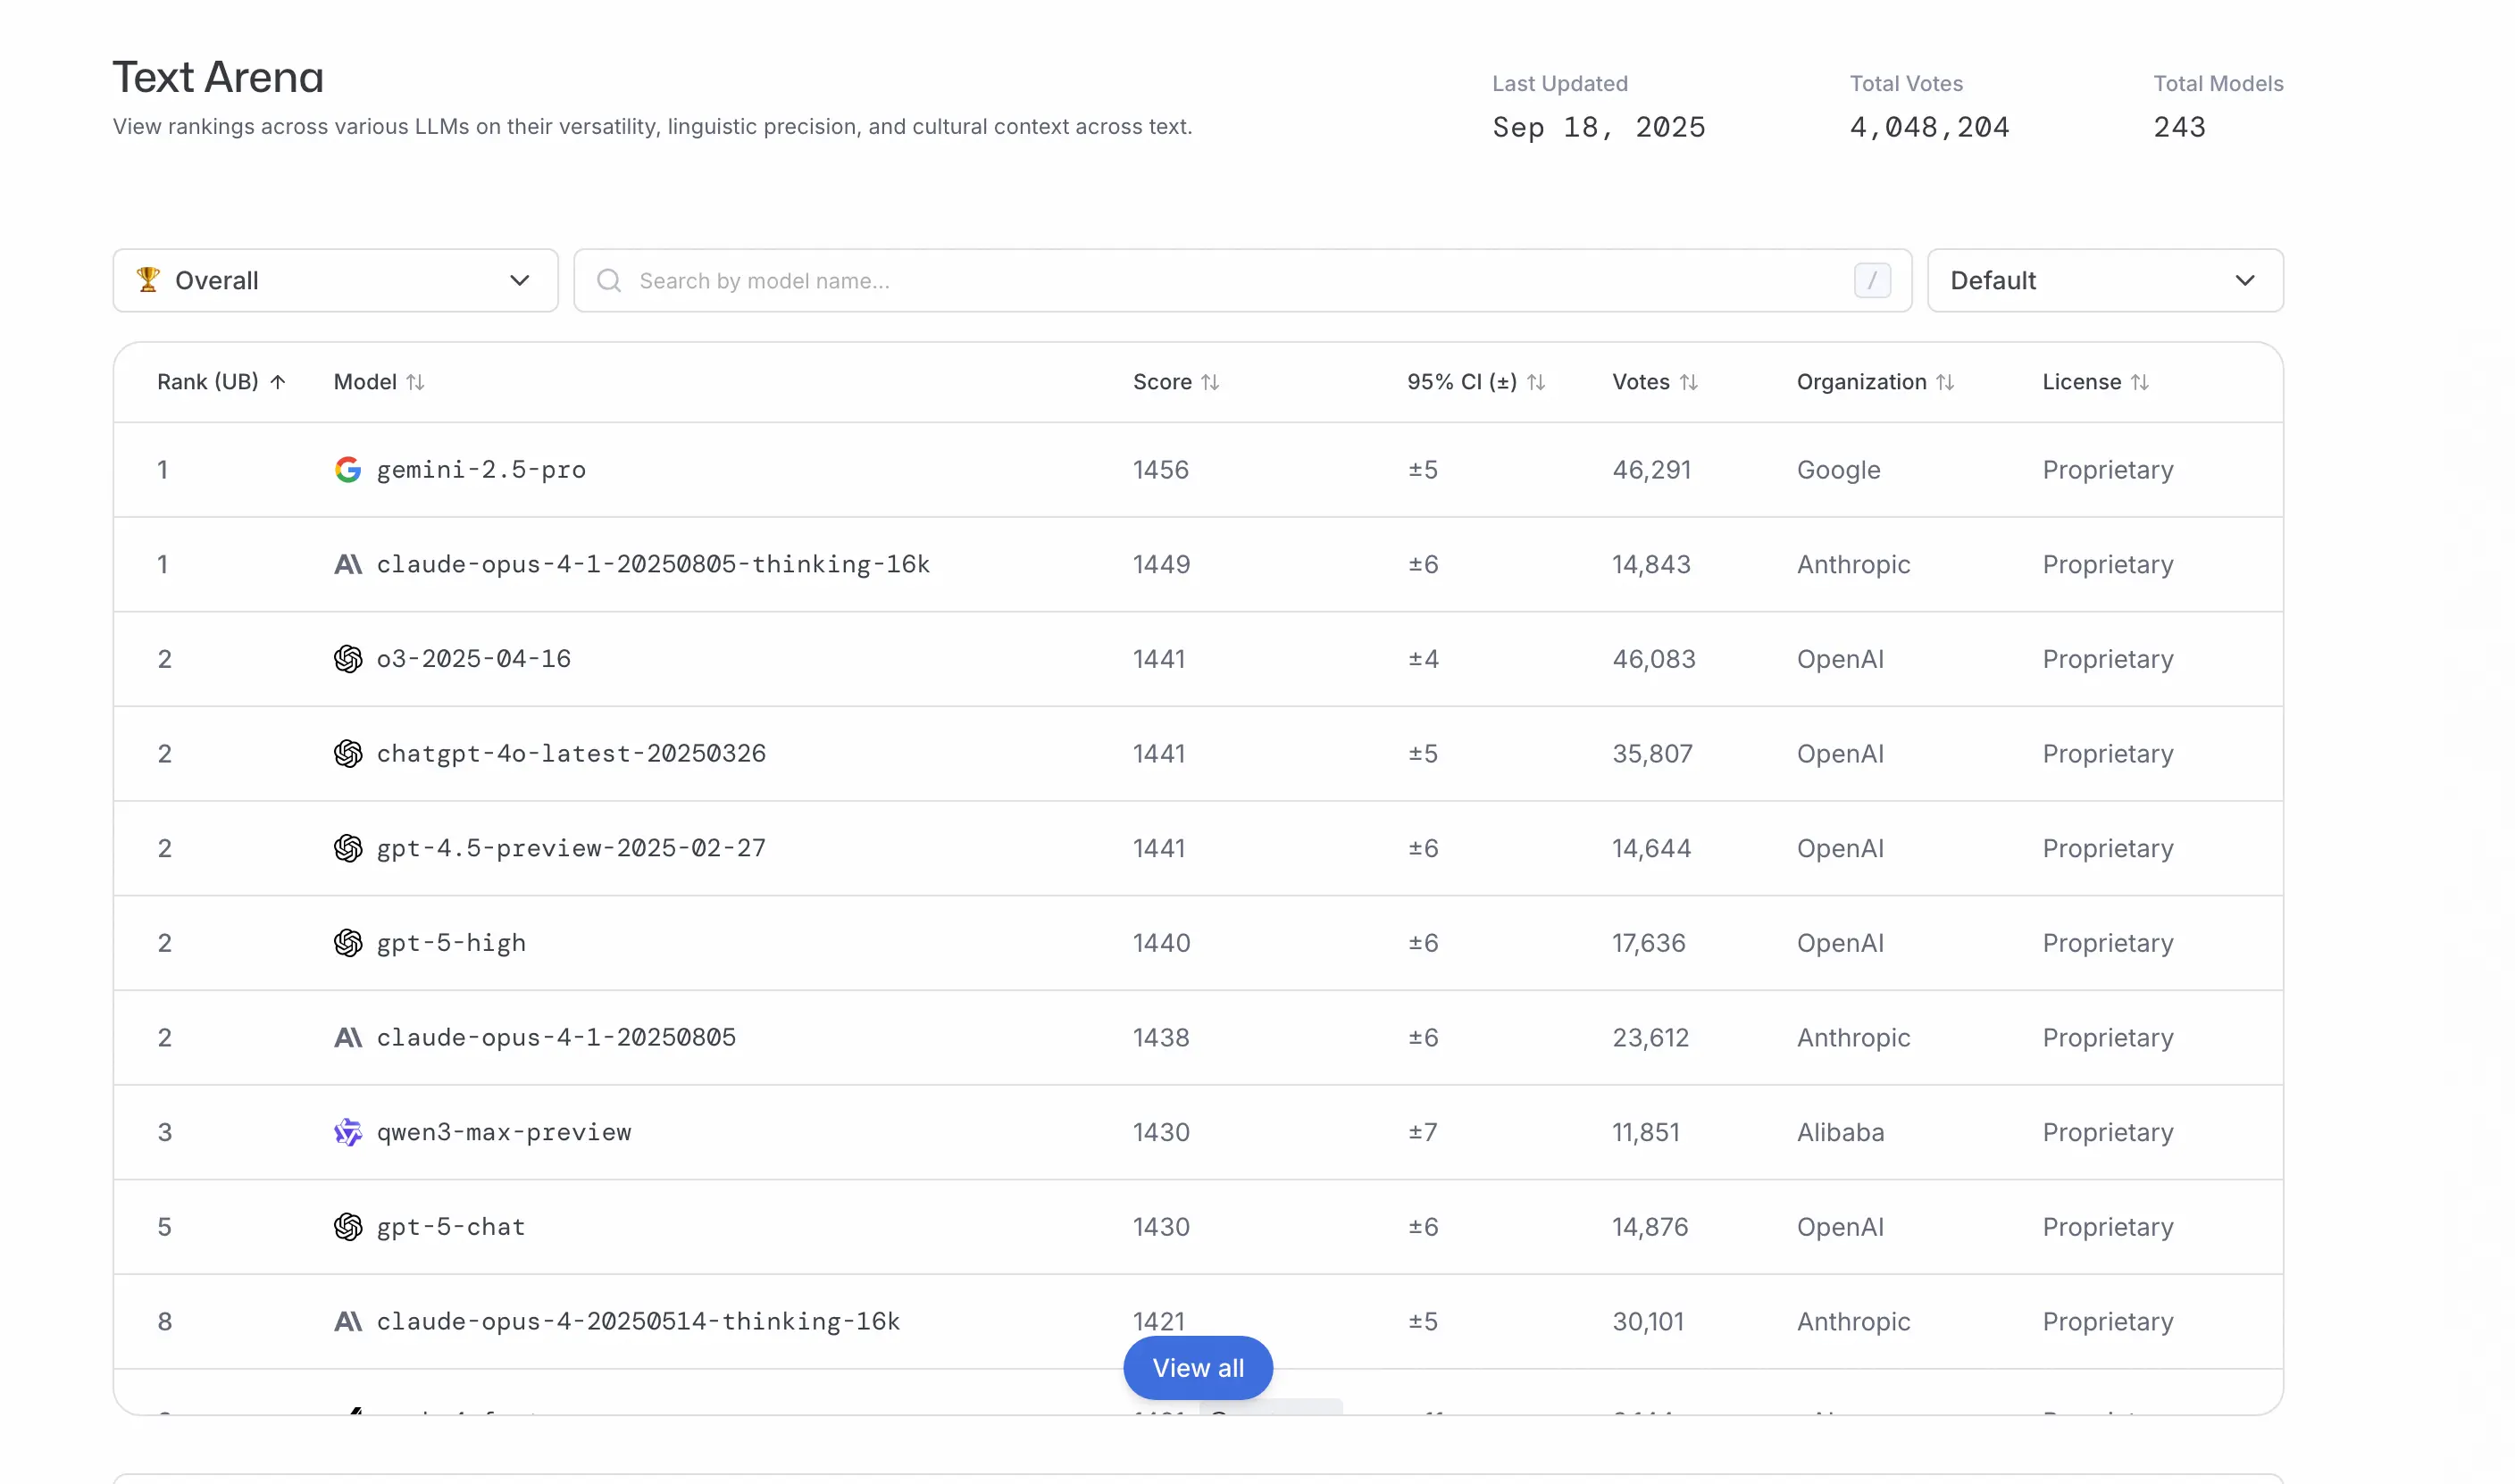 Text Arena
View rankings across various LLMs on their versatility, linguistic precision, and cultural context across text.
Last Updated
Sep 18, 2025
Total Votes
4,048,204
Total Models
243
🏆 Overall
Search by model name...
/
Default
Rank (UB) ↑ Model Score 95% CI (±) Votes Organization License
1 gemini-2.5-pro 1456 ±5 46,291 Google Proprietary
1 claude-opus-4-1-20250805-thinking-16k 1449 ±6 14,843 Anthropic Proprietary
2 o3-2025-04-16 1441 ±4 46,083 OpenAI Proprietary
2 chatgpt-4o-latest-20250326 1441 ±5 35,807 OpenAI Proprietary
2 gpt-4.5-preview-2025-02-27 1441 ±6 14,644 OpenAI Proprietary
2 gpt-5-high 1440 ±6 17,636 OpenAI Proprietary
2 claude-opus-4-1-20250805 1438 ±6 23,612 Anthropic Proprietary
3 qwen3-max-preview 1430 ±7 11,851 Alibaba Proprietary
5 gpt-5-chat 1430 ±6 14,876 OpenAI Proprietary
8 claude-opus-4-20250514-thinking-16k 1421 ±5 30,101 Anthropic Proprietary
View all